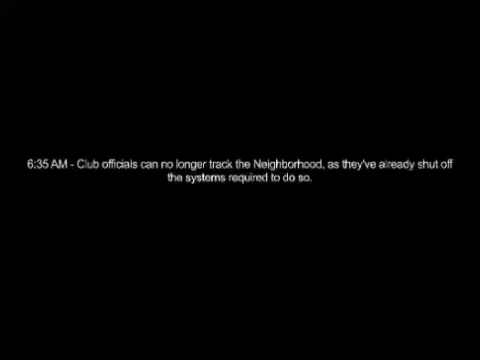 6:35 AM - Club officials can no longer track the Neighborhood, as they've already shut off
the systems required to do so.